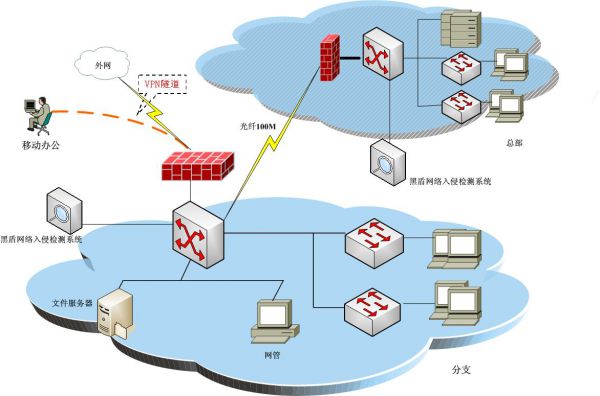 外网
VPN隧道
移动办公
光纤100M
总部
黑盾网络入侵检测系统
黑盾网络入侵检测系统
文件服务器
网管
分支